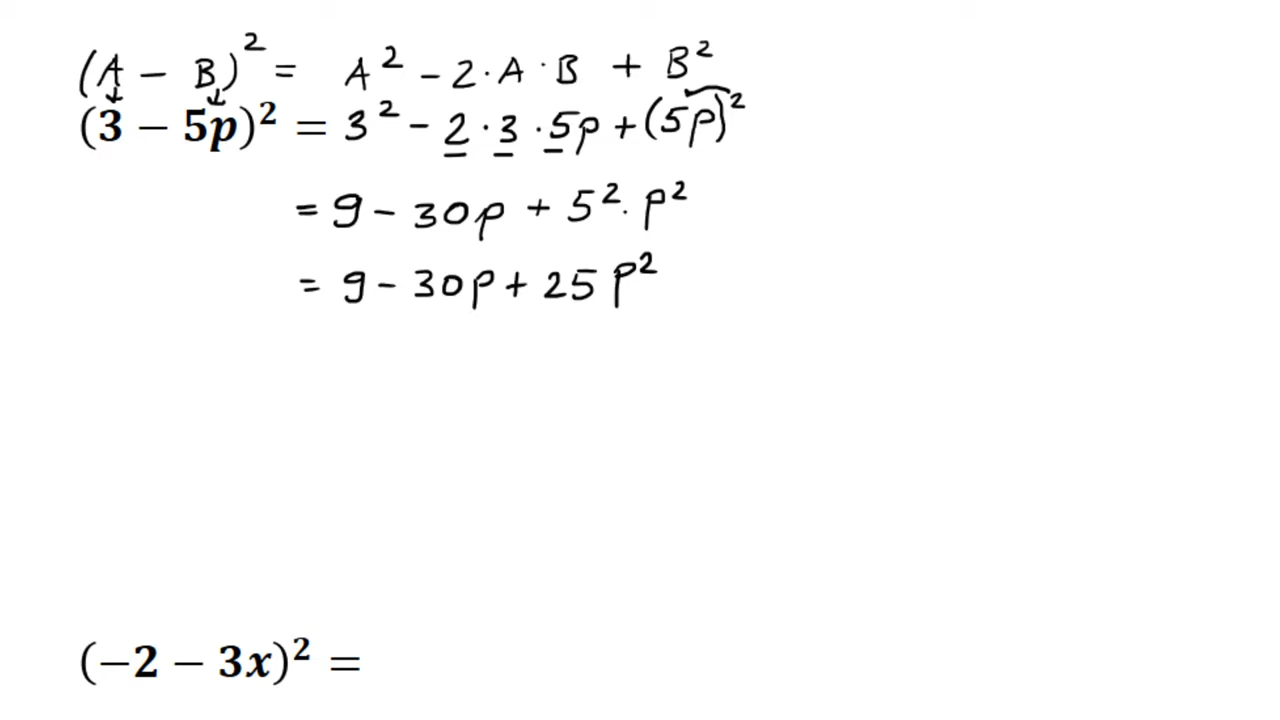 (A − B)² = A² − 2·A·B + B²
(3 − 5p)² = 3² − 2·3·5p + (5p)²
= 9 − 30p + 5²·p²
= 9 − 30p + 25p²
(−2 − 3x)² =